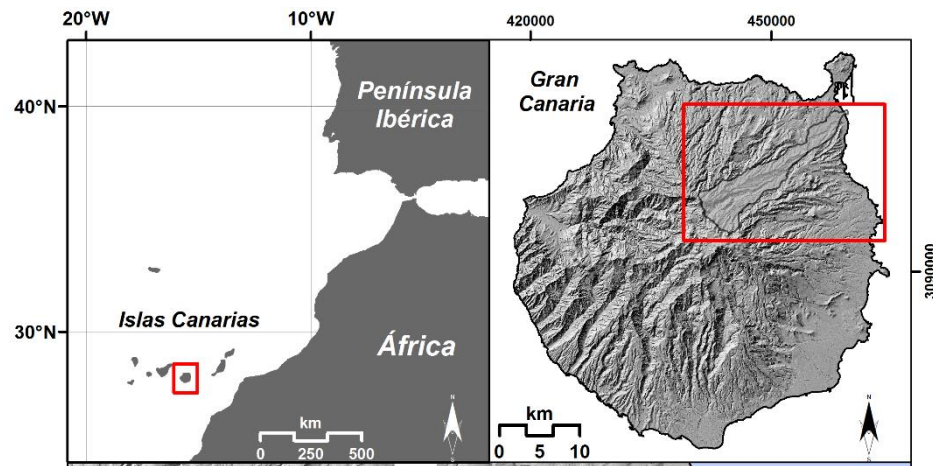 20°W
10°W
420000
450000
Península
Ibérica
Gran
Canaria
40°N
3090000
Islas Canarias
30°N
África
km
0 250 500
N
S
km
0 5 10
N
S